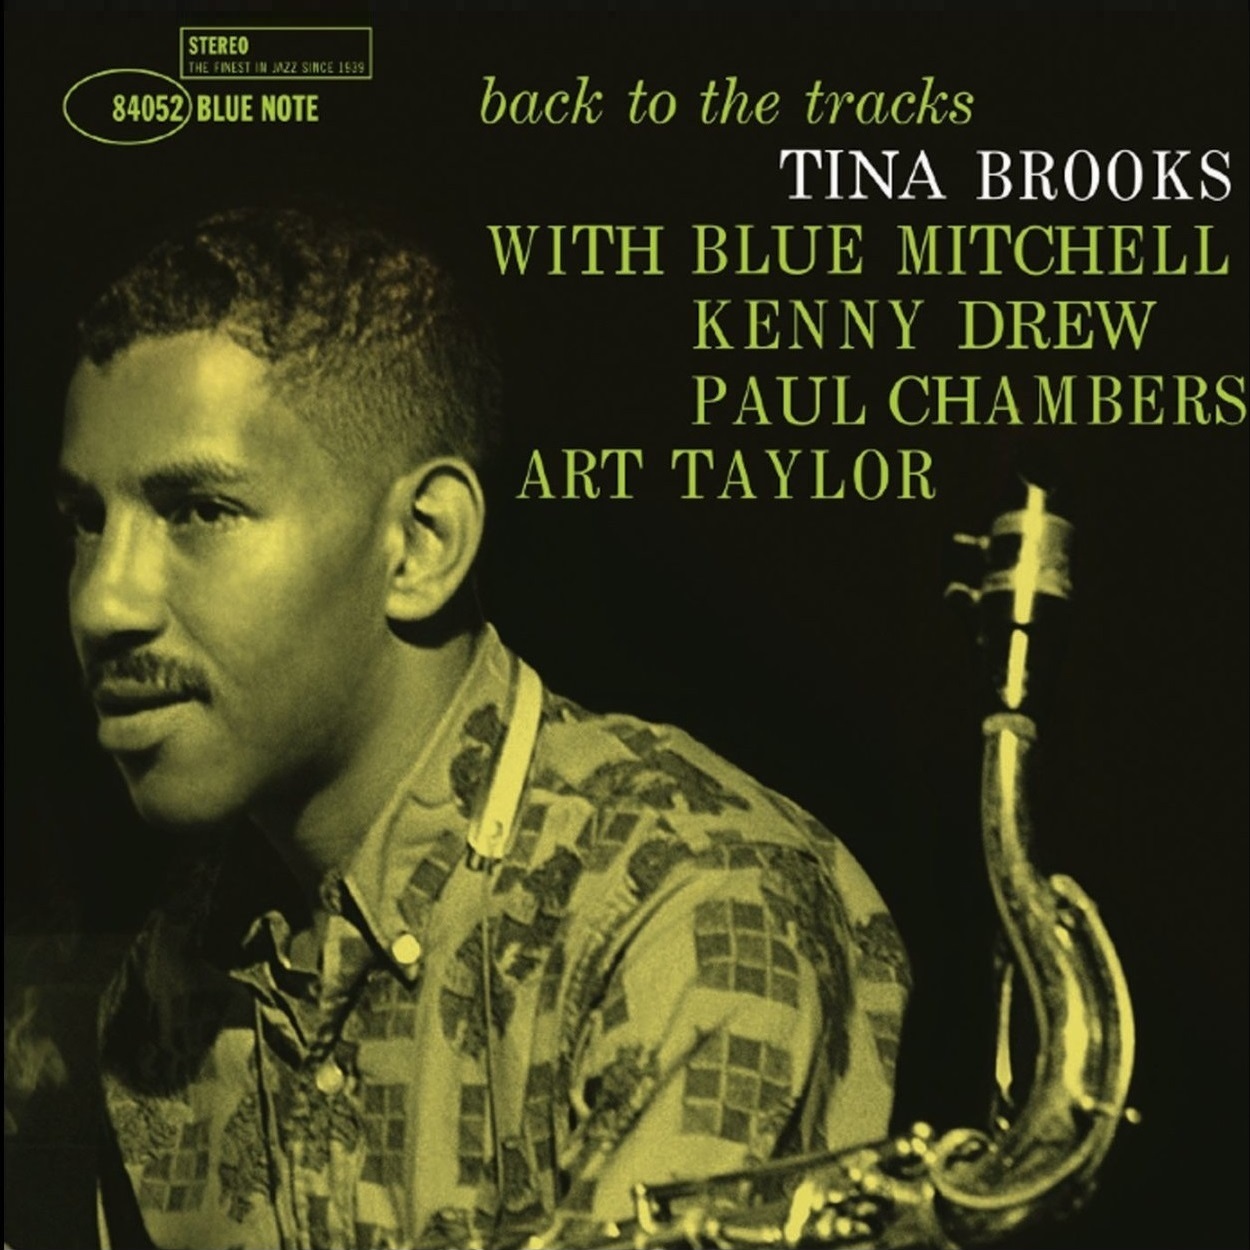 STEREO
THE FINEST IN JAZZ SINCE 1939
84052 BLUE NOTE
back to the tracks
TINA BROOKS
WITH BLUE MITCHELL
KENNY DREW
PAUL CHAMBERS
ART TAYLOR